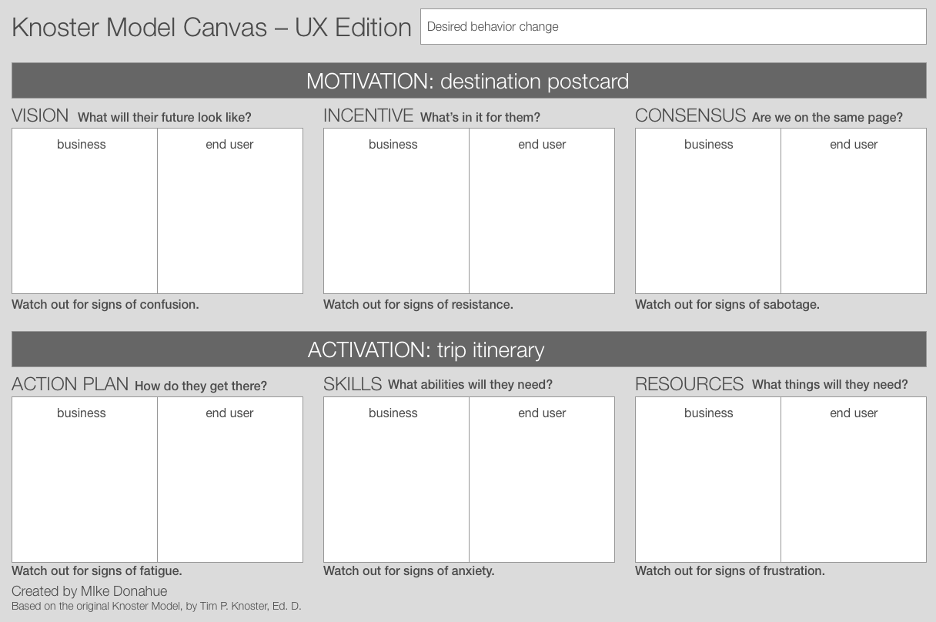 Knoster Model Canvas – UX Edition
Desired behavior change
MOTIVATION: destination postcard
VISION What will their future look like?
business end user
Watch out for signs of confusion.
INCENTIVE What's in it for them?
business end user
Watch out for signs of resistance.
CONSENSUS Are we on the same page?
business end user
Watch out for signs of sabotage.
ACTIVATION: trip itinerary
ACTION PLAN How do they get there?
business end user
Watch out for signs of fatigue.
SKILLS What abilities will they need?
business end user
Watch out for signs of anxiety.
RESOURCES What things will they need?
business end user
Watch out for signs of frustration.
Created by MIke Donahue
Based on the original Knoster Model, by Tim P. Knoster, Ed. D.